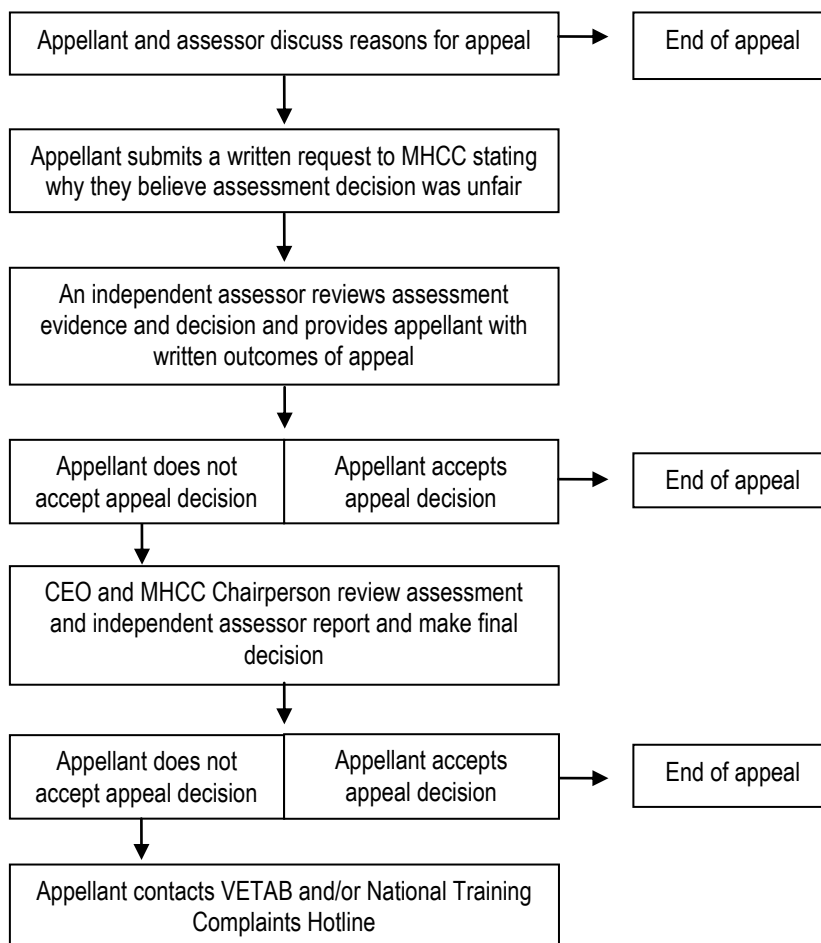 Appellant and assessor discuss reasons for appeal
End of appeal
Appellant submits a written request to MHCC stating
why they believe assessment decision was unfair
An independent assessor reviews assessment
evidence and decision and provides appellant with
written outcomes of appeal
Appellant does not
accept appeal decision
Appellant accepts
appeal decision
End of appeal
CEO and MHCC Chairperson review assessment
and independent assessor report and make final
decision
Appellant does not
accept appeal decision
Appellant accepts
appeal decision
End of appeal
Appellant contacts VETAB and/or National Training
Complaints Hotline